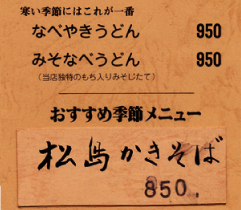 寒い季節にはこれが一番
なべやきうどん 950
みそなべうどん 950
（当店独特のもち入りみそじたて）
おすすめ季節メニュー
松島かきそば
850.